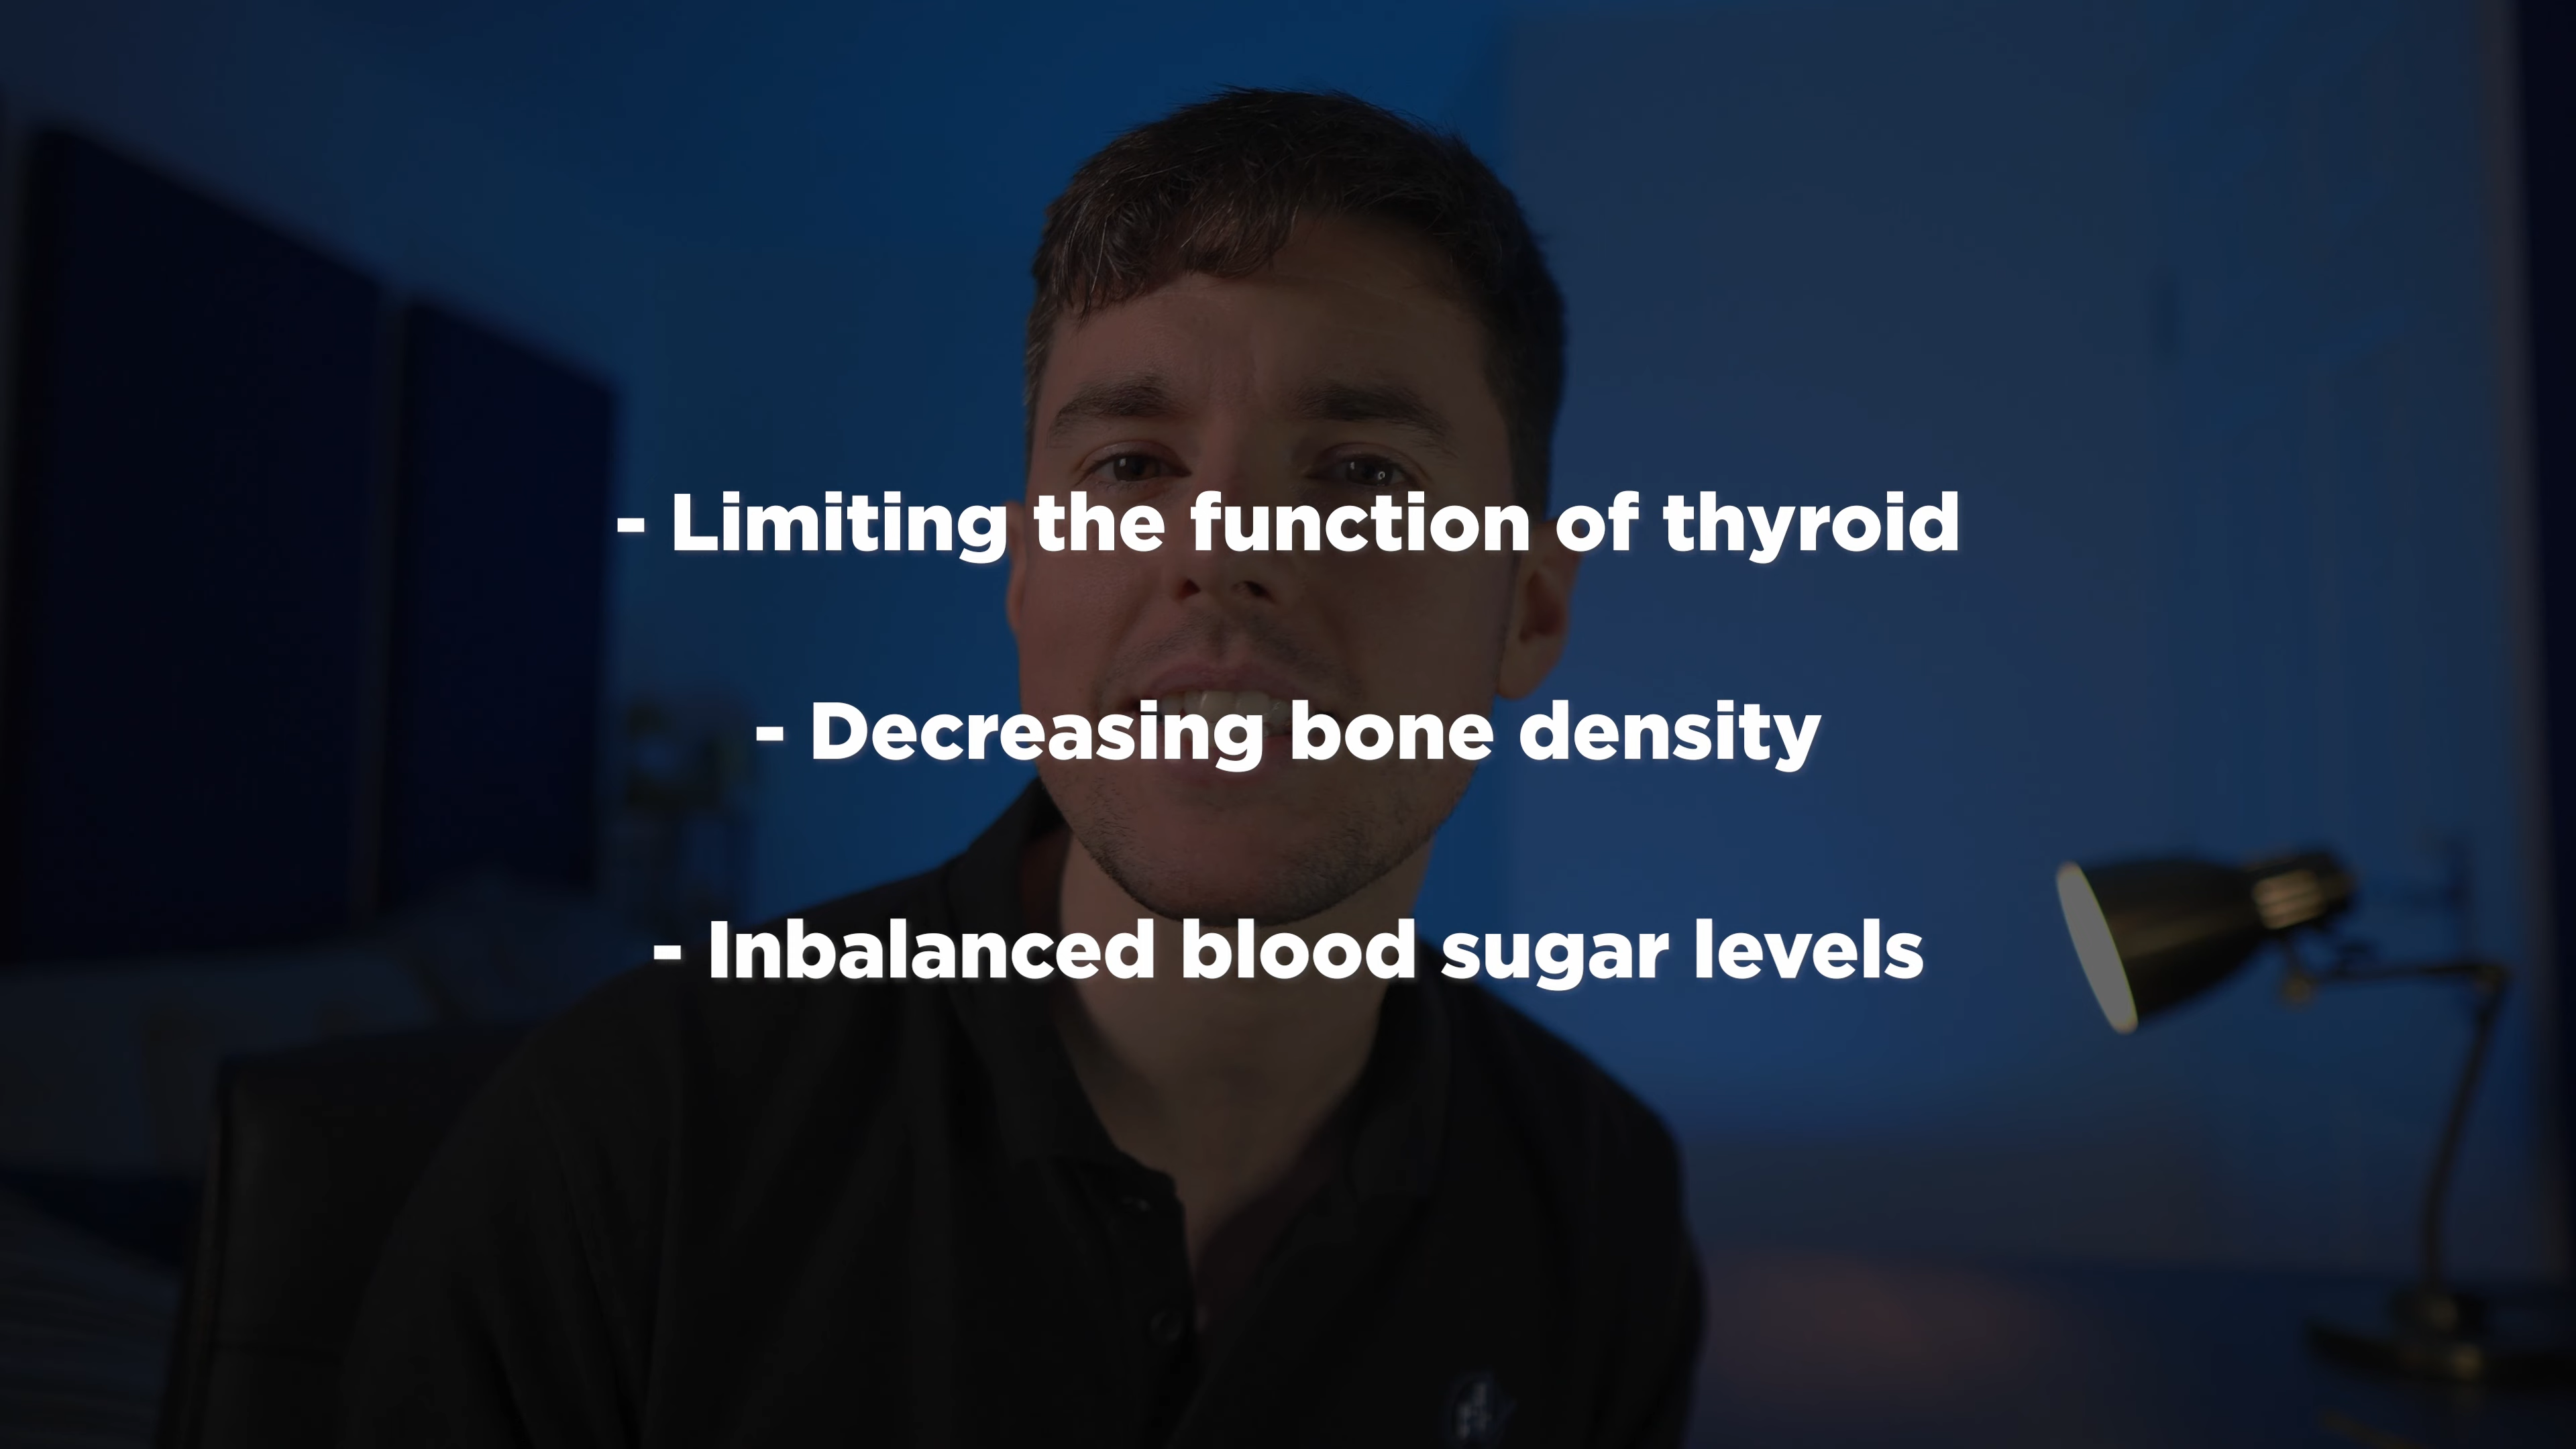 - Limiting the function of thyroid
- Decreasing bone density
- Inbalanced blood sugar levels